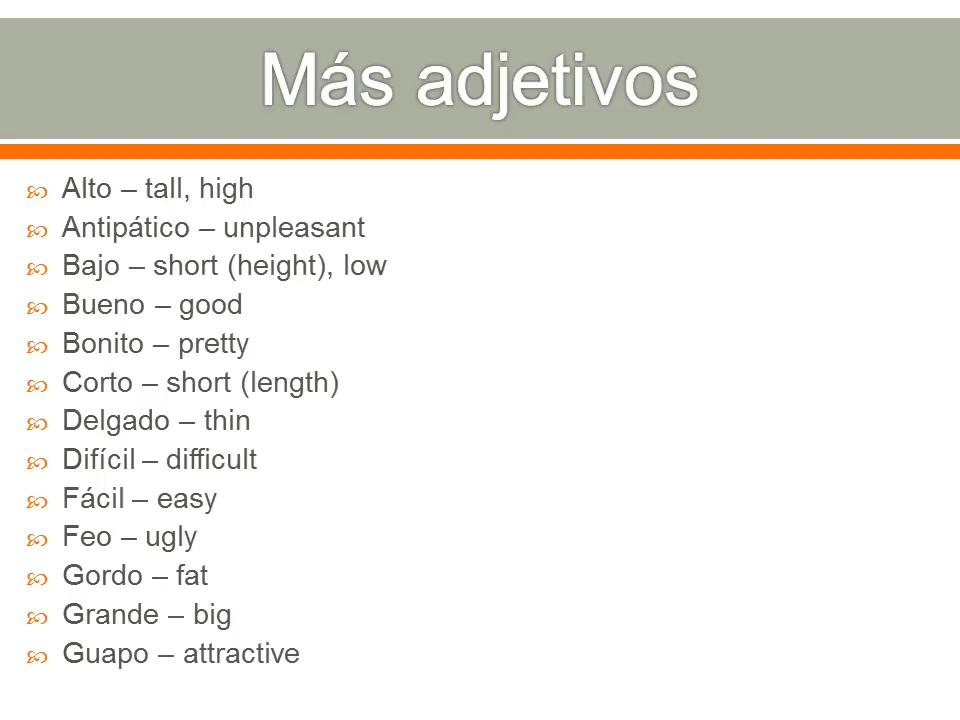 Más adjetivos
Alto – tall, high
Antipático – unpleasant
Bajo – short (height), low
Bueno – good
Bonito – pretty
Corto – short (length)
Delgado – thin
Difícil – difficult
Fácil – easy
Feo – ugly
Gordo – fat
Grande – big
Guapo – attractive